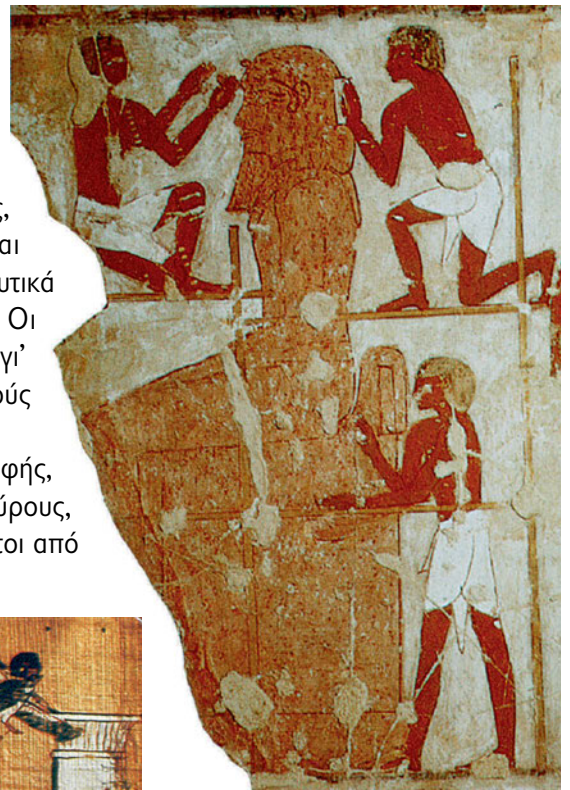 ς,
αι
υτικά
Οι
γι’
ούς
φής,
ύρους,
τοι από